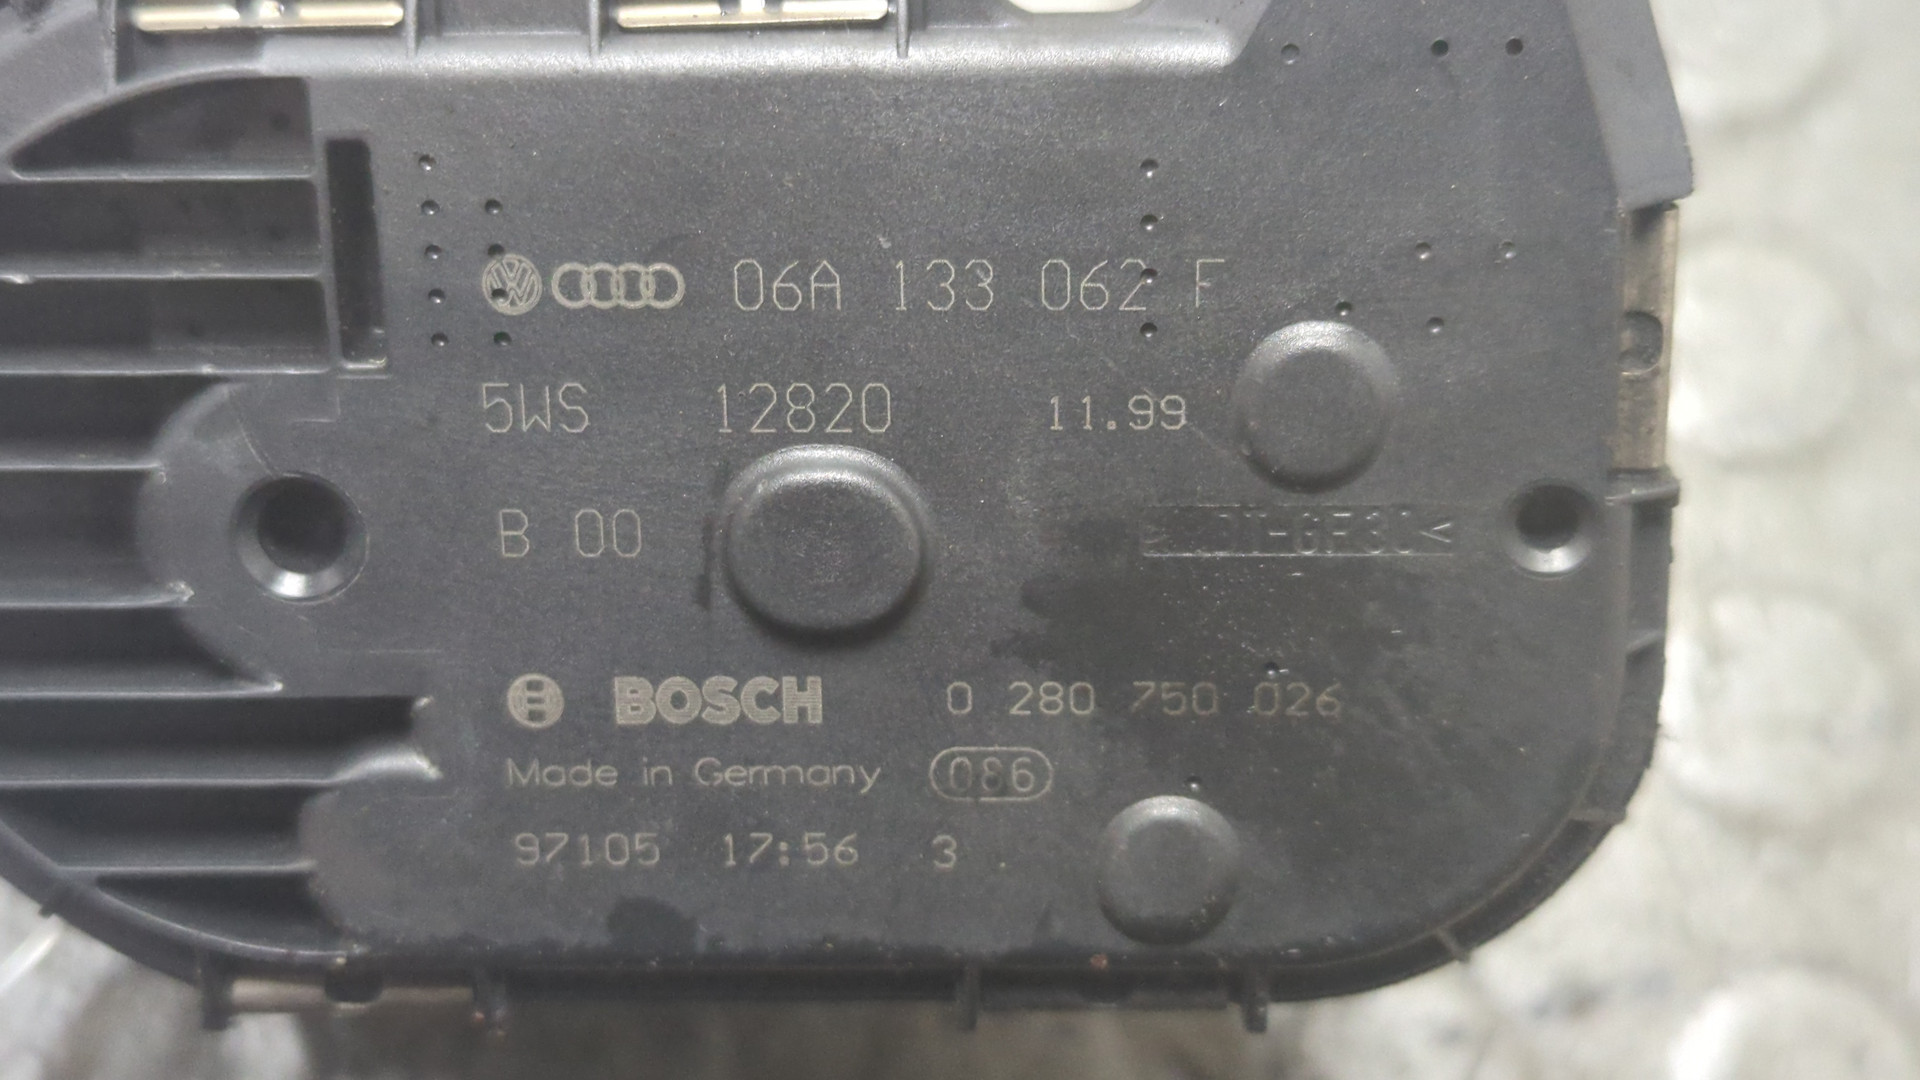 06A 133 062 F
5WS 12820 11.99
B 00
BOSCH 0 280 750 026
Made in Germany 086
97105 17:56 3